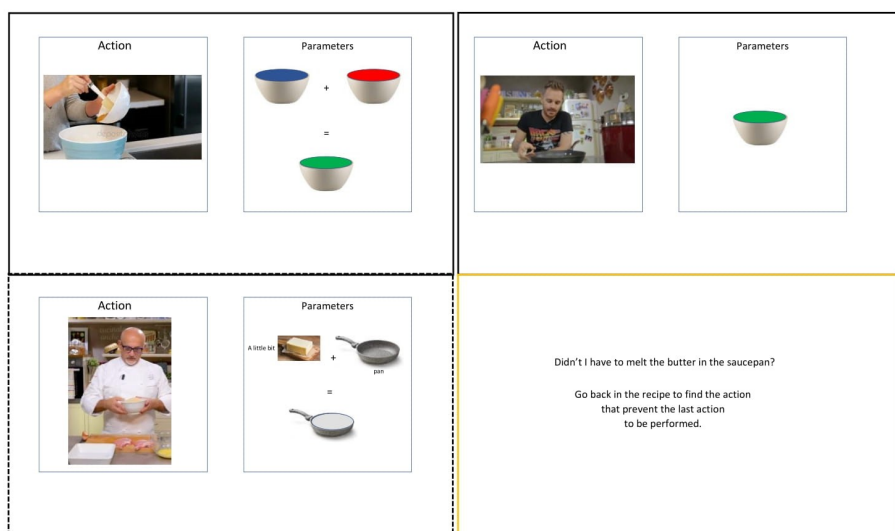 Action
Parameters
+
=
Action
Parameters
Action
Parameters
A little bit
+
pan
=
Didn't I have to melt the butter in the saucepan?
Go back in the recipe to find the action
that prevent the last action
to be performed.